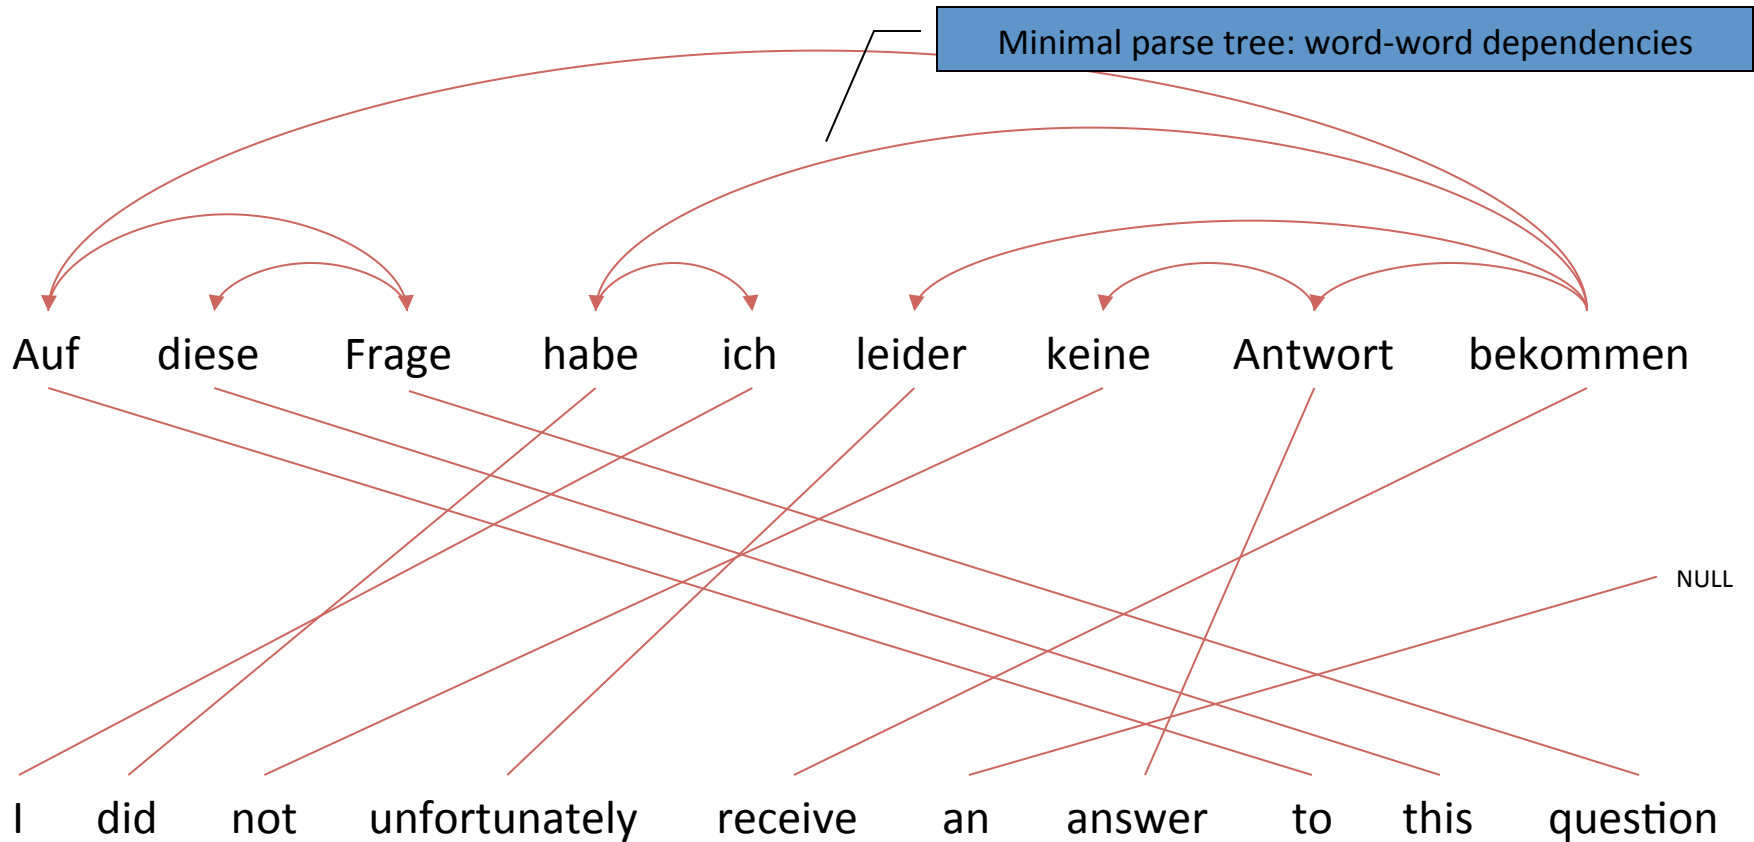 Minimal parse tree: word-word dependencies
Auf diese Frage habe ich leider keine Antwort bekommen
NULL
I did not unfortunately receive an answer to this question